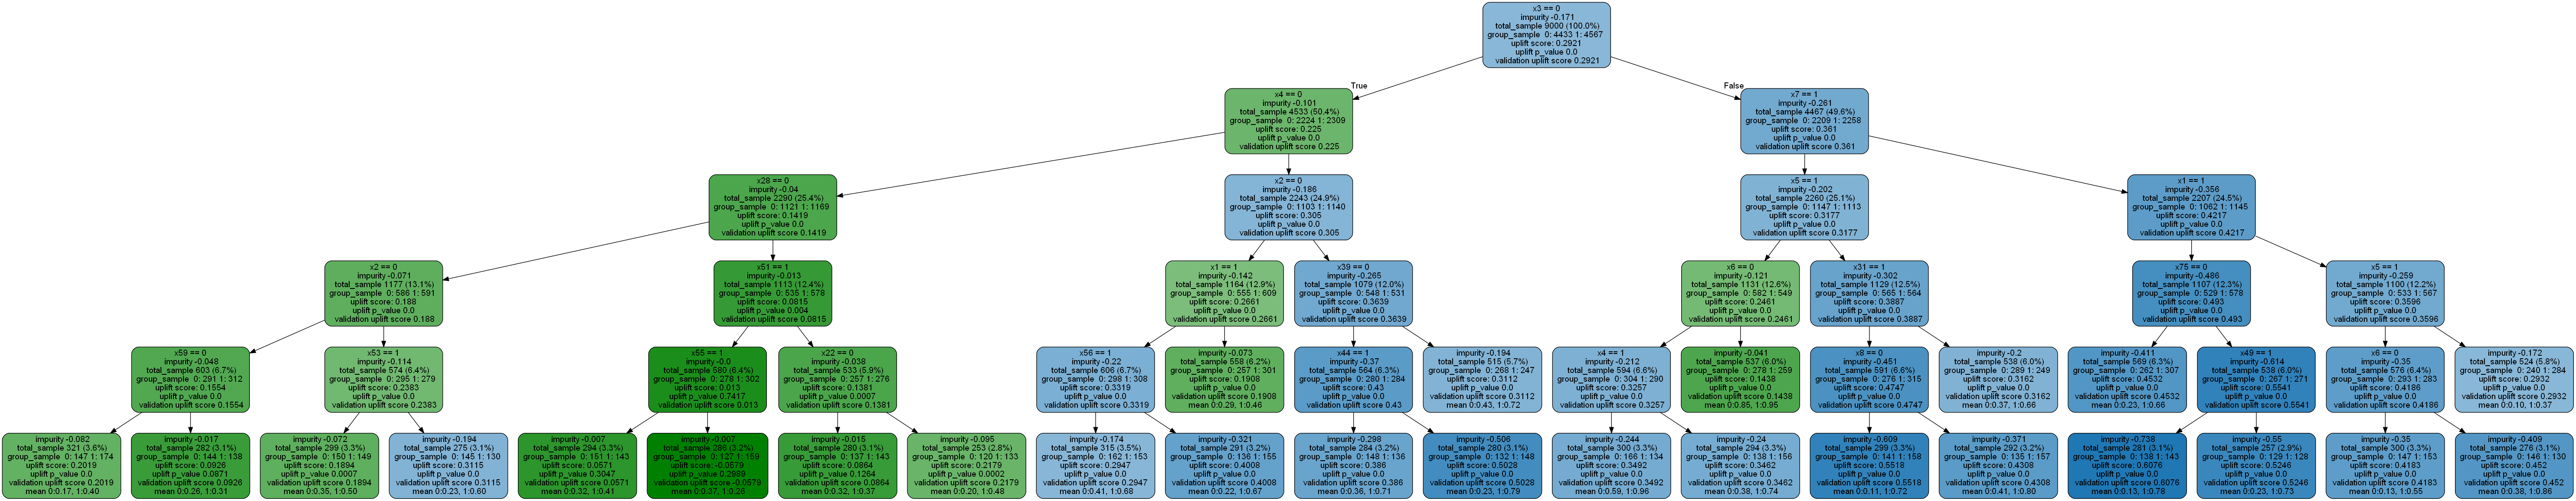 x3 == 0
impurity -0.171
total_sample 9000 (100.0%)
group_sample 0: 4433 1: 4567
uplift score: 0.2921
uplift p_value 0.0
validation uplift score 0.2921
True
False
x4 == 0
impurity -0.101
total_sample 4533 (50.4%)
group_sample 0: 2224 1: 2309
uplift score: 0.225
uplift p_value 0.0
validation uplift score 0.225
x7 == 1
impurity -0.261
total_sample 4467 (49.6%)
group_sample 0: 2209 1: 2258
uplift score: 0.361
uplift p_value 0.0
validation uplift score 0.361
x28 == 0
impurity -0.04
total_sample 2290 (25.4%)
group_sample 0: 1121 1: 1169
uplift score: 0.1419
uplift p_value 0.0
validation uplift score 0.1419
x2 == 0
impurity -0.186
total_sample 2243 (24.9%)
group_sample 0: 1103 1: 1140
uplift score: 0.305
uplift p_value 0.0
validation uplift score 0.305
x5 == 1
impurity -0.202
total_sample 2260 (25.1%)
group_sample 0: 1147 1: 1113
uplift score: 0.3177
uplift p_value 0.0
validation uplift score 0.3177
x1 == 1
impurity -0.356
total_sample 2207 (24.5%)
group_sample 0: 1062 1: 1145
uplift score: 0.4217
uplift p_value 0.0
validation uplift score 0.4217
x2 == 0
impurity -0.071
total_sample 1177 (13.1%)
group_sample 0: 586 1: 591
uplift score: 0.188
uplift p_value 0.0
validation uplift score 0.188
x51 == 1
impurity -0.013
total_sample 1113 (12.4%)
group_sample 0: 535 1: 578
uplift score: 0.0815
uplift p_value 0.004
validation uplift score 0.0815
x1 == 1
impurity -0.142
total_sample 1164 (12.9%)
group_sample 0: 555 1: 609
uplift score: 0.2661
uplift p_value 0.0
validation uplift score 0.2661
x39 == 0
impurity -0.265
total_sample 1079 (12.0%)
group_sample 0: 548 1: 531
uplift score: 0.3639
uplift p_value 0.0
validation uplift score 0.3639
x6 == 0
impurity -0.121
total_sample 1131 (12.6%)
group_sample 0: 582 1: 549
uplift score: 0.2461
uplift p_value 0.0
validation uplift score 0.2461
x31 == 1
impurity -0.302
total_sample 1129 (12.5%)
group_sample 0: 565 1: 564
uplift score: 0.3887
uplift p_value 0.0
validation uplift score 0.3887
x75 == 0
impurity -0.486
total_sample 1107 (12.3%)
group_sample 0: 529 1: 578
uplift score: 0.493
uplift p_value 0.0
validation uplift score 0.493
x5 == 1
impurity -0.259
total_sample 1100 (12.2%)
group_sample 0: 533 1: 567
uplift score: 0.3596
uplift p_value 0.0
validation uplift score 0.3596
x59 == 0
impurity -0.048
total_sample 603 (6.7%)
group_sample 0: 291 1: 312
uplift score: 0.1554
uplift p_value 0.0
validation uplift score 0.1554
x53 == 1
impurity -0.114
total_sample 574 (6.4%)
group_sample 0: 295 1: 279
uplift score: 0.2383
uplift p_value 0.0
validation uplift score 0.2383
x55 == 1
impurity -0.0
total_sample 580 (6.4%)
group_sample 0: 278 1: 302
uplift score: 0.013
uplift p_value 0.7417
validation uplift score 0.013
x22 == 0
impurity -0.038
total_sample 533 (5.9%)
group_sample 0: 257 1: 276
uplift score: 0.1381
uplift p_value 0.0007
validation uplift score 0.1381
x56 == 1
impurity -0.22
total_sample 606 (6.7%)
group_sample 0: 298 1: 308
uplift score: 0.3319
uplift p_value 0.0
validation uplift score 0.3319
impurity -0.073
total_sample 558 (6.2%)
group_sample 0: 257 1: 301
uplift score: 0.1908
uplift p_value 0.0
validation uplift score 0.1908
mean 0:0.29, 1:0.46
x44 == 1
impurity -0.37
total_sample 564 (6.3%)
group_sample 0: 280 1: 284
uplift score: 0.43
uplift p_value 0.0
validation uplift score 0.43
impurity -0.194
total_sample 515 (5.7%)
group_sample 0: 268 1: 247
uplift score: 0.3112
uplift p_value 0.0
validation uplift score 0.3112
mean 0:0.43, 1:0.72
x4 == 1
impurity -0.212
total_sample 594 (6.6%)
group_sample 0: 304 1: 290
uplift score: 0.3257
uplift p_value 0.0
validation uplift score 0.3257
impurity -0.041
total_sample 537 (6.0%)
group_sample 0: 278 1: 259
uplift score: 0.1438
uplift p_value 0.0
validation uplift score 0.1438
mean 0:0.85, 1:0.95
x8 == 0
impurity -0.451
total_sample 591 (6.6%)
group_sample 0: 276 1: 315
uplift score: 0.4747
uplift p_value 0.0
validation uplift score 0.4747
impurity -0.2
total_sample 538 (6.0%)
group_sample 0: 289 1: 249
uplift score: 0.3162
uplift p_value 0.0
validation uplift score 0.3162
mean 0:0.37, 1:0.66
impurity -0.411
total_sample 569 (6.3%)
group_sample 0: 262 1: 307
uplift score: 0.4532
uplift p_value 0.0
validation uplift score 0.4532
mean 0:0.23, 1:0.66
x49 == 1
impurity -0.614
total_sample 538 (6.0%)
group_sample 0: 267 1: 271
uplift score: 0.5541
uplift p_value 0.0
validation uplift score 0.5541
x6 == 0
impurity -0.35
total_sample 576 (6.4%)
group_sample 0: 293 1: 283
uplift score: 0.4186
uplift p_value 0.0
validation uplift score 0.4186
impurity -0.172
total_sample 524 (5.8%)
group_sample 0: 240 1: 284
uplift score: 0.2932
uplift p_value 0.0
validation uplift score 0.2932
mean 0:0.10, 1:0.37
impurity -0.082
total_sample 321 (3.6%)
group_sample 0: 147 1: 174
uplift score: 0.2019
uplift p_value 0.0
validation uplift score 0.2019
mean 0:0.17, 1:0.40
impurity -0.017
total_sample 282 (3.1%)
group_sample 0: 144 1: 138
uplift score: 0.0926
uplift p_value 0.0871
validation uplift score 0.0926
mean 0:0.26, 1:0.31
impurity -0.072
total_sample 299 (3.3%)
group_sample 0: 150 1: 149
uplift score: 0.1894
uplift p_value 0.0007
validation uplift score 0.1894
mean 0:0.35, 1:0.50
impurity -0.194
total_sample 275 (3.1%)
group_sample 0: 145 1: 130
uplift score: 0.3115
uplift p_value 0.0
validation uplift score 0.3115
mean 0:0.23, 1:0.60
impurity -0.007
total_sample 294 (3.3%)
group_sample 0: 151 1: 143
uplift score: 0.0571
uplift p_value 0.3047
validation uplift score 0.0571
mean 0:0.32, 1:0.41
impurity -0.007
total_sample 286 (3.2%)
group_sample 0: 127 1: 159
uplift score: -0.0579
uplift p_value 0.2989
validation uplift score -0.0579
mean 0:0.37, 1:0.26
impurity -0.015
total_sample 280 (3.1%)
group_sample 0: 137 1: 143
uplift score: 0.0864
uplift p_value 0.1264
validation uplift score 0.0864
mean 0:0.32, 1:0.37
impurity -0.095
total_sample 253 (2.8%)
group_sample 0: 120 1: 133
uplift score: 0.2179
uplift p_value 0.0002
validation uplift score 0.2179
mean 0:0.20, 1:0.48
impurity -0.174
total_sample 315 (3.5%)
group_sample 0: 162 1: 153
uplift score: 0.2947
uplift p_value 0.0
validation uplift score 0.2947
mean 0:0.41, 1:0.68
impurity -0.321
total_sample 291 (3.2%)
group_sample 0: 136 1: 155
uplift score: 0.4008
uplift p_value 0.0
validation uplift score 0.4008
mean 0:0.22, 1:0.67
impurity -0.298
total_sample 284 (3.2%)
group_sample 0: 148 1: 136
uplift score: 0.386
uplift p_value 0.0
validation uplift score 0.386
mean 0:0.36, 1:0.71
impurity -0.506
total_sample 280 (3.1%)
group_sample 0: 132 1: 148
uplift score: 0.5028
uplift p_value 0.0
validation uplift score 0.5028
mean 0:0.23, 1:0.79
impurity -0.244
total_sample 300 (3.3%)
group_sample 0: 166 1: 134
uplift score: 0.3492
uplift p_value 0.0
validation uplift score 0.3492
mean 0:0.59, 1:0.96
impurity -0.24
total_sample 294 (3.3%)
group_sample 0: 138 1: 156
uplift score: 0.3462
uplift p_value 0.0
validation uplift score 0.3462
mean 0:0.38, 1:0.74
impurity -0.609
total_sample 299 (3.3%)
group_sample 0: 141 1: 158
uplift score: 0.5518
uplift p_value 0.0
validation uplift score 0.5518
mean 0:0.11, 1:0.72
impurity -0.371
total_sample 292 (3.2%)
group_sample 0: 135 1: 157
uplift score: 0.4308
uplift p_value 0.0
validation uplift score 0.4308
mean 0:0.41, 1:0.80
impurity -0.738
total_sample 281 (3.1%)
group_sample 0: 138 1: 143
uplift score: 0.6076
uplift p_value 0.0
validation uplift score 0.6076
mean 0:0.13, 1:0.78
impurity -0.55
total_sample 257 (2.9%)
group_sample 0: 129 1: 128
uplift score: 0.5246
uplift p_value 0.0
validation uplift score 0.5246
mean 0:0.23, 1:0.73
impurity -0.35
total_sample 300 (3.3%)
group_sample 0: 147 1: 153
uplift score: 0.4183
uplift p_value 0.0
validation uplift score 0.4183
mean 0:0.13, 1:0.55
impurity -0.409
total_sample 276 (3.1%)
group_sample 0: 146 1: 130
uplift score: 0.452
uplift p_value 0.0
validation uplift score 0.452
mean 0:0.38, 1:0.86